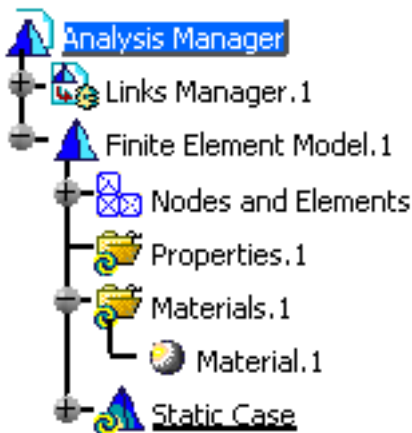 Analysis Manager
Links Manager.1
Finite Element Model.1
Nodes and Elements
Properties.1
Materials.1
Material.1
Static Case